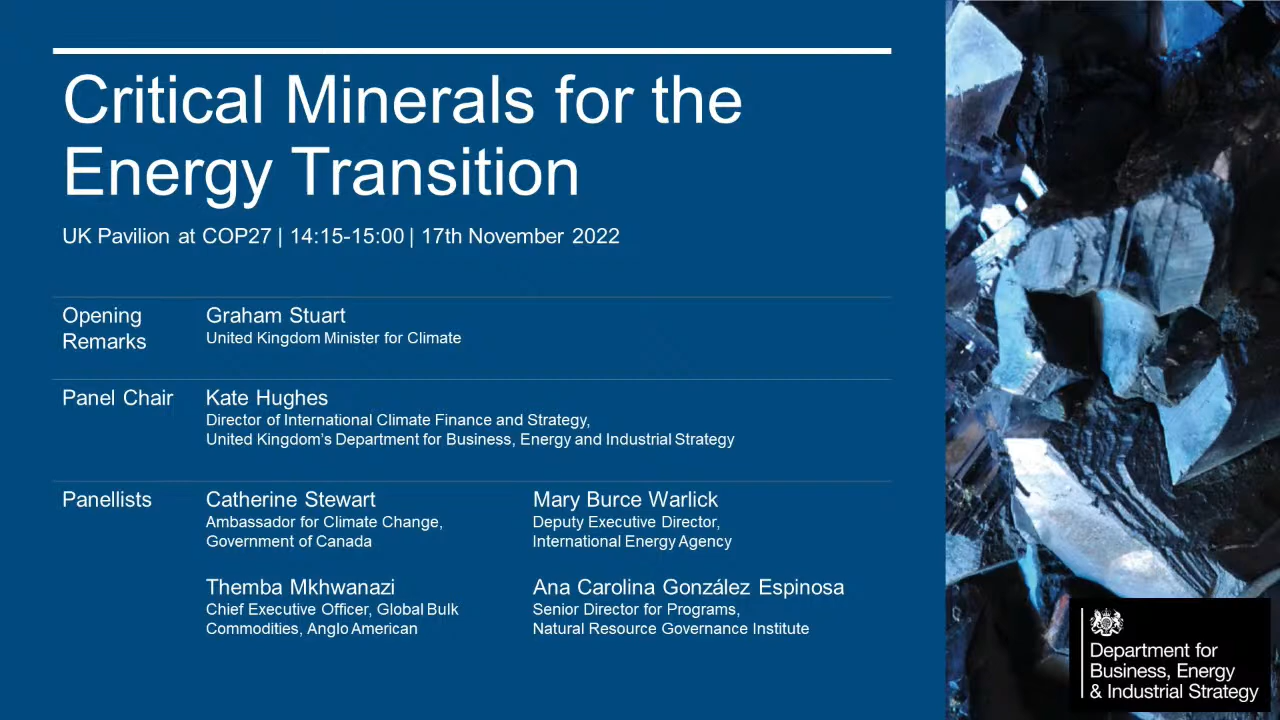 Critical Minerals for the
Energy Transition
UK Pavilion at COP27 | 14:15-15:00 | 17th November 2022
Opening
Remarks
Graham Stuart
United Kingdom Minister for Climate
Panel Chair
Kate Hughes
Director of International Climate Finance and Strategy,
United Kingdom's Department for Business, Energy and Industrial Strategy
Panellists
Catherine Stewart
Ambassador for Climate Change,
Government of Canada
Mary Burce Warlick
Deputy Executive Director,
International Energy Agency
Themba Mkhwanazi
Chief Executive Officer, Global Bulk
Commodities, Anglo American
Ana Carolina González Espinosa
Senior Director for Programs,
Natural Resource Governance Institute
Department for
Business, Energy
& Industrial Strategy